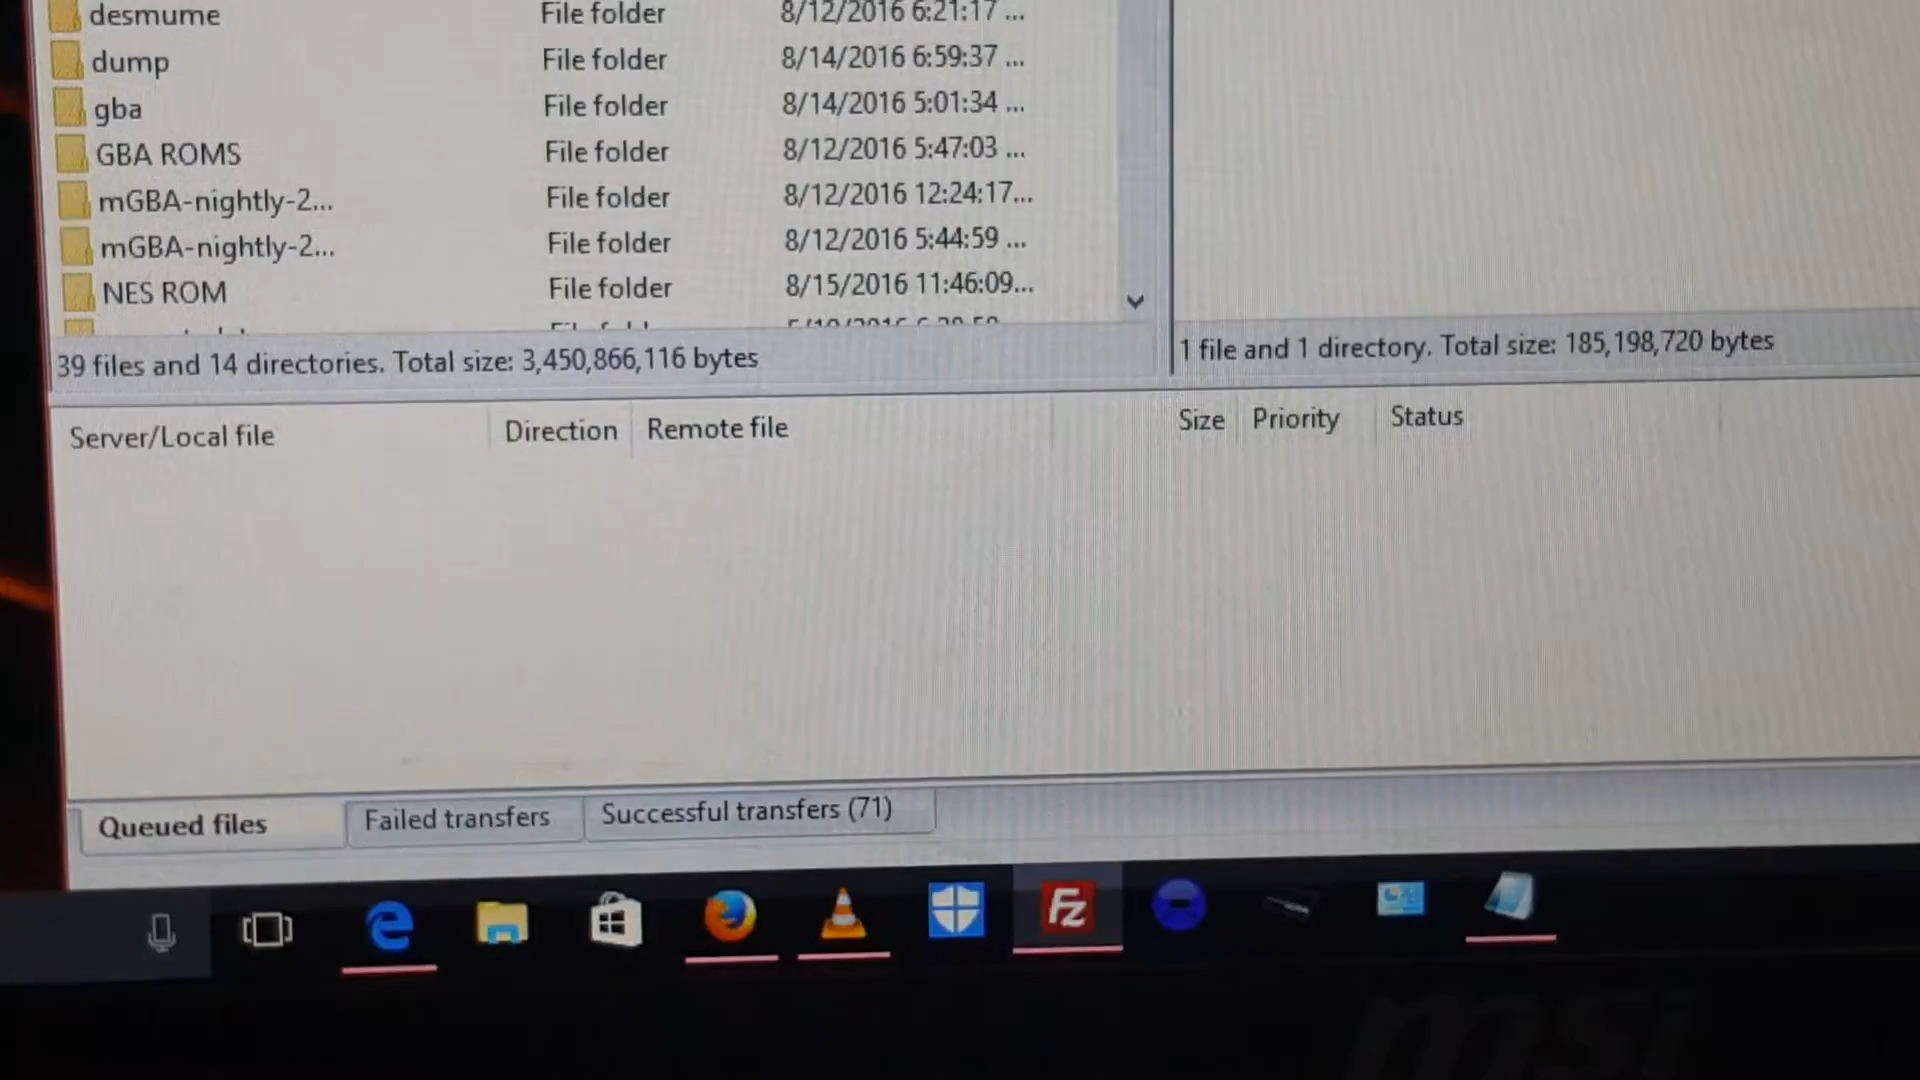 desmume File folder 8/12/2016 6:21:17 ...
dump File folder 8/14/2016 6:59:37 ...
gba File folder 8/14/2016 5:01:34 ...
GBA ROMS File folder 8/12/2016 5:47:03 ...
mGBA-nightly-2... File folder 8/12/2016 12:24:17...
mGBA-nightly-2... File folder 8/12/2016 5:44:59 ...
NES ROM File folder 8/15/2016 11:46:09...
39 files and 14 directories. Total size: 3,450,866,116 bytes
1 file and 1 directory. Total size: 185,198,720 bytes
Server/Local file Direction Remote file Size Priority Status
Queued files Failed transfers Successful transfers (71)
Fz
msi